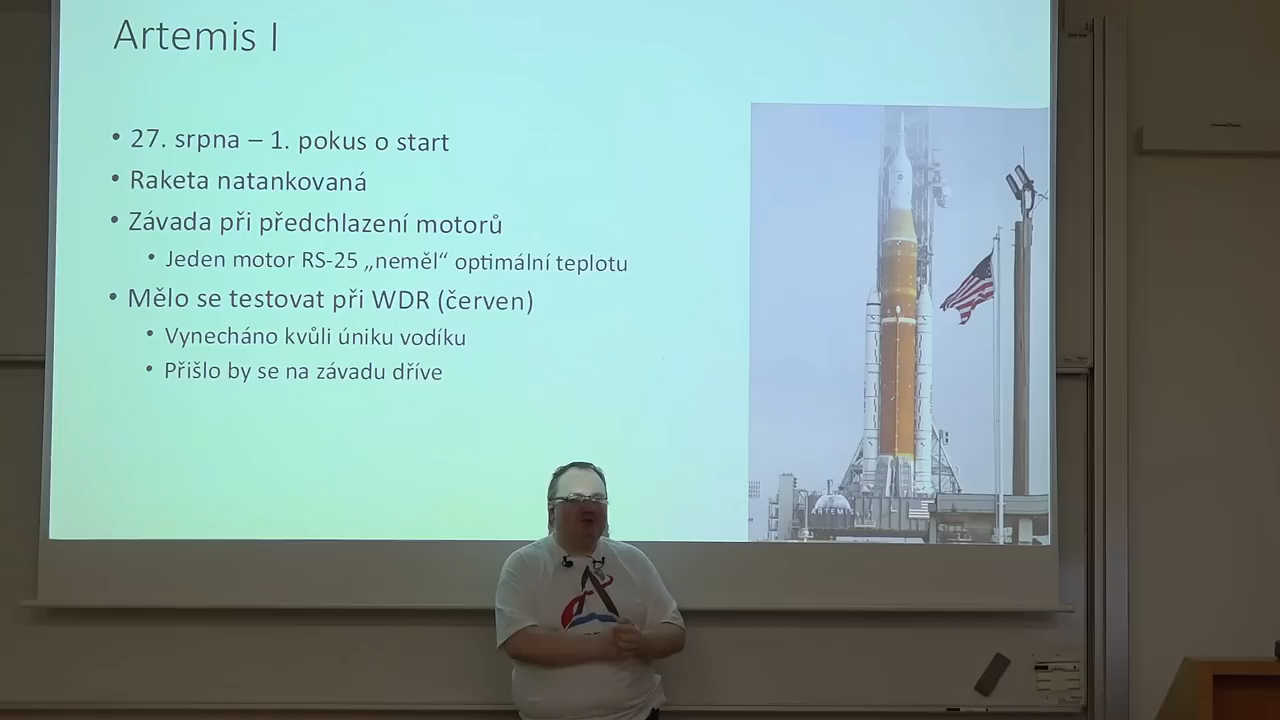 Artemis I
• 27. srpna – 1. pokus o start
• Raketa natankovaná
• Závada při předchlazení motorů
• Jeden motor RS-25 „neměl“ optimální teplotu
• Mělo se testovat při WDR (červen)
• Vynecháno kvůli úniku vodíku
• Přišlo by se na závadu dříve
ARTEMIS